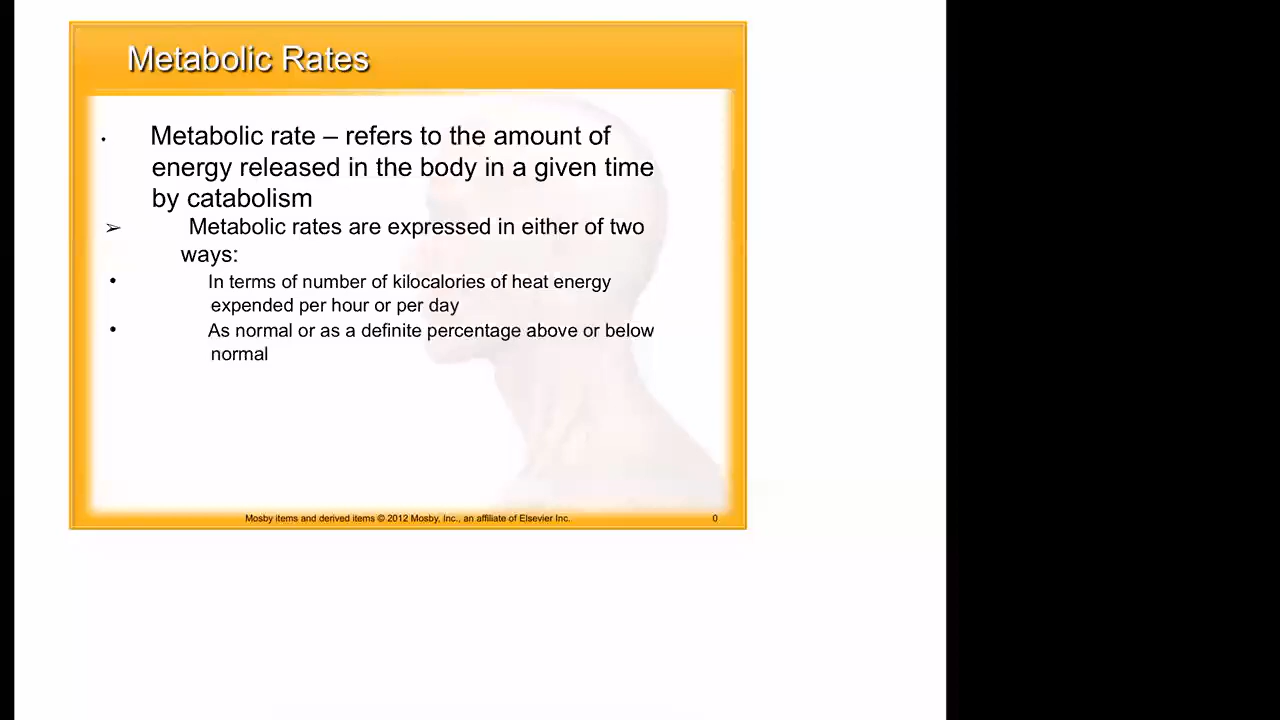 Metabolic Rates
• Metabolic rate – refers to the amount of
energy released in the body in a given time
by catabolism
➢ Metabolic rates are expressed in either of two
ways:
• In terms of number of kilocalories of heat energy
expended per hour or per day
• As normal or as a definite percentage above or below
normal
Mosby items and derived items © 2012 Mosby, Inc., an affiliate of Elsevier Inc. 0